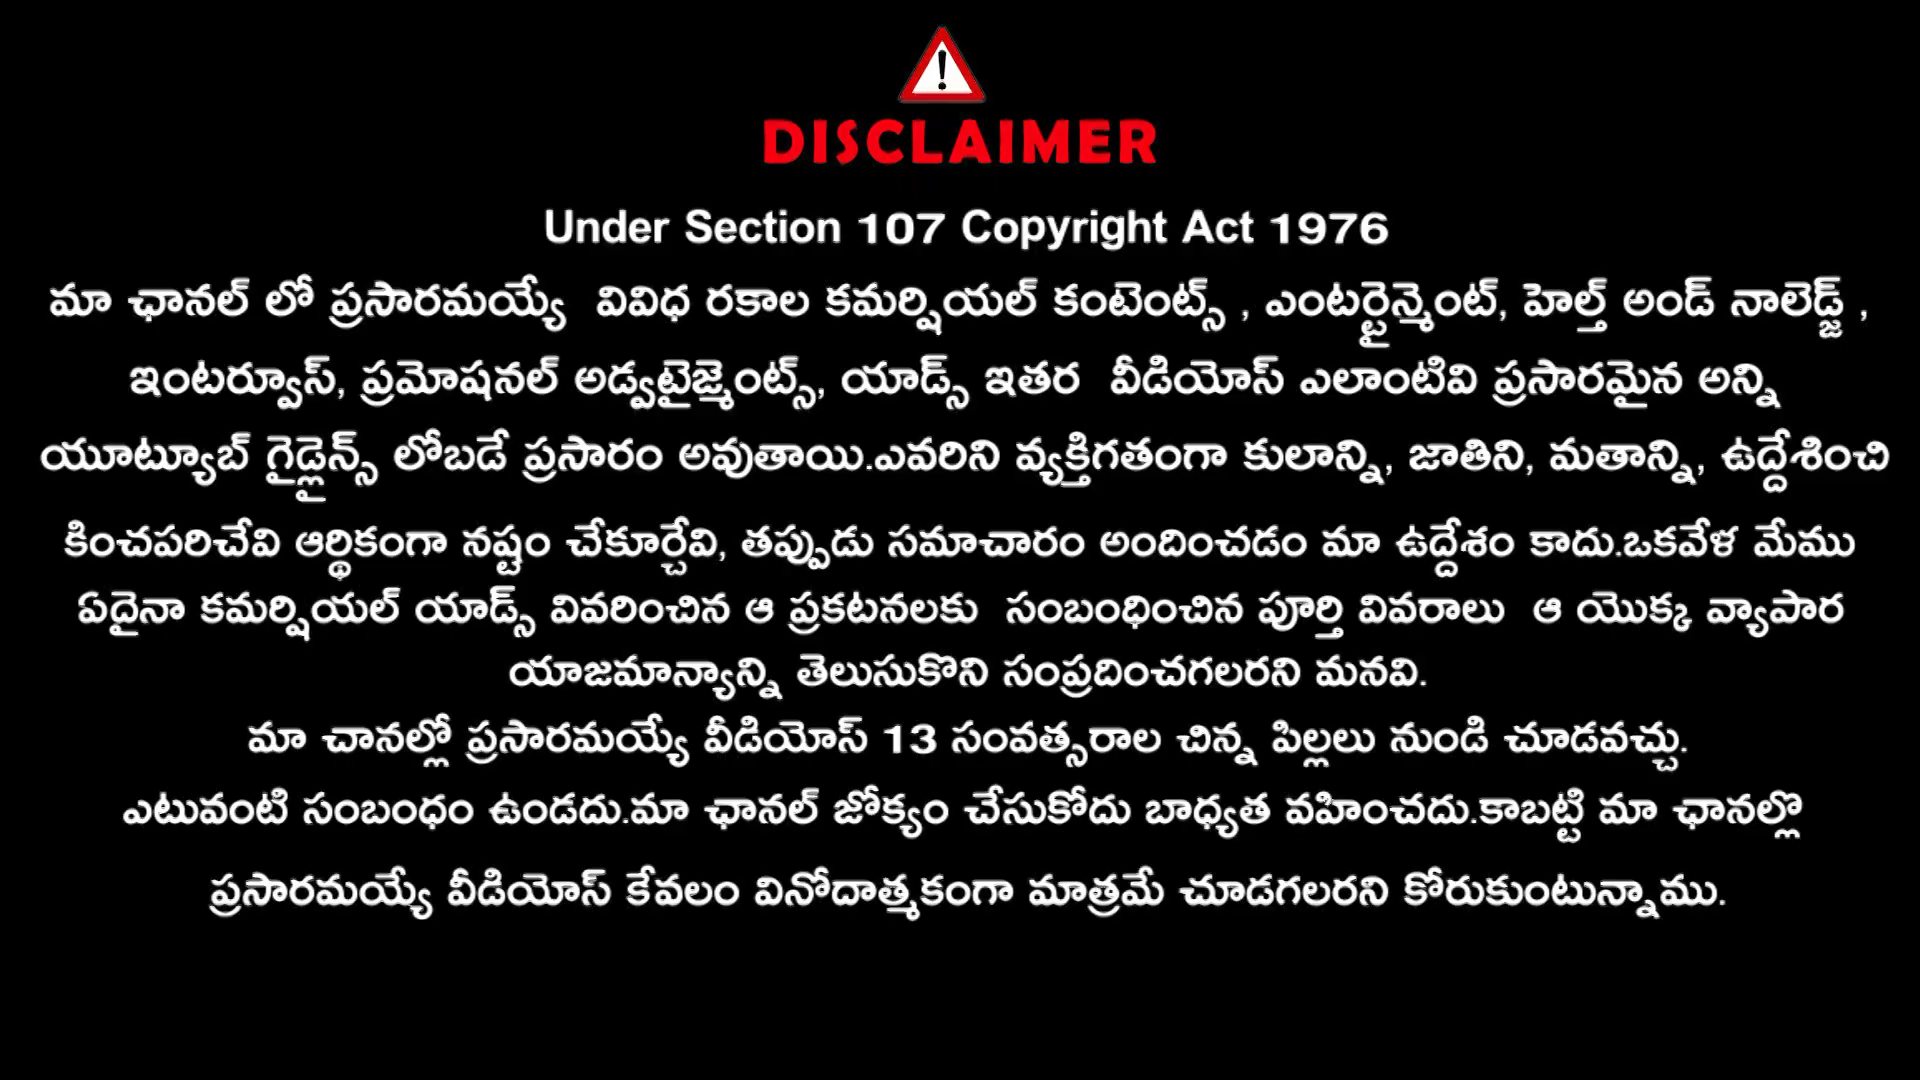 DISCLAIMER
Under Section 107 Copyright Act 1976
మా ఛానల్ లో ప్రసారమయ్యే వివిధ రకాల కమర్షియల్ కంటెంట్స్ , ఎంటర్టైన్మెంట్, హెల్త్ అండ్ నాలెడ్జ్ ,
ఇంటర్వ్యూస్, ప్రమోషనల్ అడ్వటైజ్మెంట్స్, యాడ్స్ ఇతర వీడియోస్ ఎలాంటివి ప్రసారమైన అన్ని
యూట్యూబ్ గైడ్లైన్స్ లోబడే ప్రసారం అవుతాయి.ఎవరిని వ్యక్తిగతంగా కులాన్ని, జాతిని, మతాన్ని, ఉద్దేశించి
కించపరిచేవి ఆర్థికంగా నష్టం చేకూర్చేవి, తప్పుడు సమాచారం అందించడం మా ఉద్దేశం కాదు.ఒకవేళ మేము
ఏదైనా కమర్షియల్ యాడ్స్ వివరించిన ఆ ప్రకటనలకు సంబంధించిన పూర్తి వివరాలు ఆ యొక్క వ్యాపార
యాజమాన్యాన్ని తెలుసుకొని సంప్రదించగలరని మనవి.
మా చానల్లో ప్రసారమయ్యే వీడియోస్ 13 సంవత్సరాల చిన్న పిల్లలు నుండి చూడవచ్చు.
ఎటువంటి సంబంధం ఉండదు.మా ఛానల్ జోక్యం చేసుకోదు బాధ్యత వహించదు.కాబట్టి మా ఛానల్లొ
ప్రసారమయ్యే వీడియోస్ కేవలం వినోదాత్మకంగా మాత్రమే చూడగలరని కోరుకుంటున్నాము.